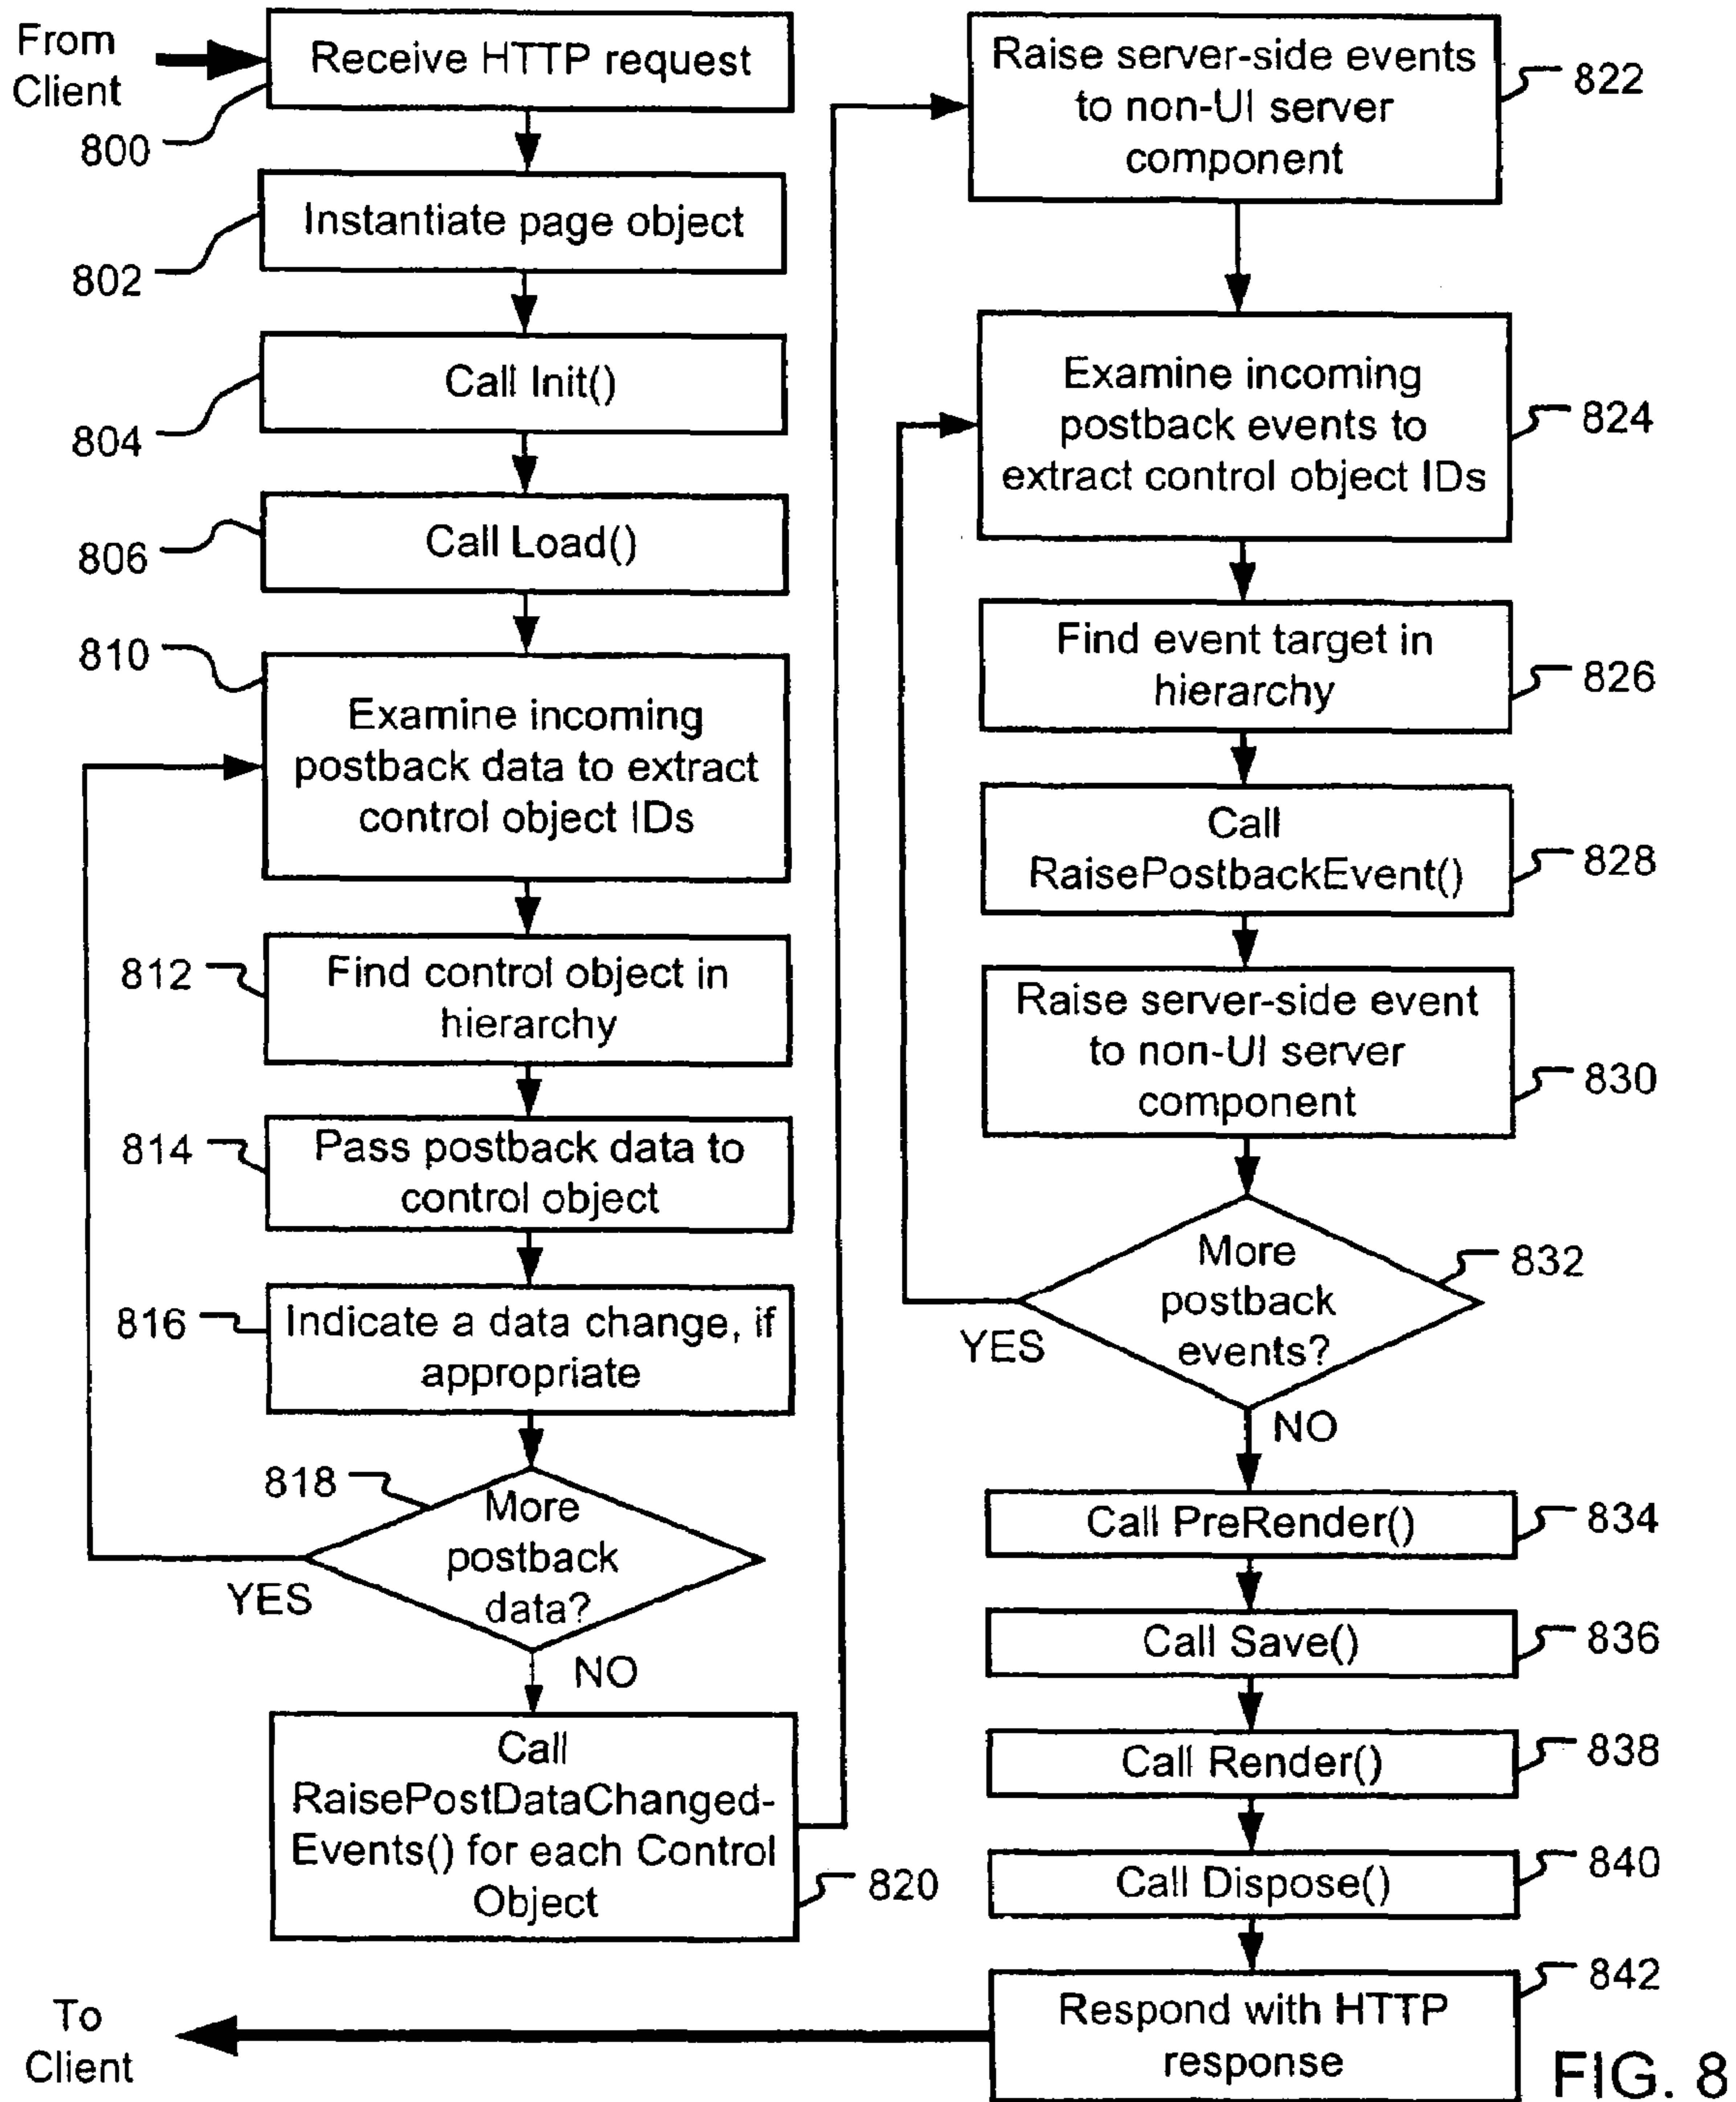 From
Client
Receive HTTP request
800
Instantiate page object
802
Call Init()
804
Call Load()
806
810
Examine incoming
postback data to extract
control object IDs
812
Find control object in
hierarchy
814
Pass postback data to
control object
816
Indicate a data change, if
appropriate
818
More
postback
data?
YES
NO
Call
RaisePostDataChanged-
Events() for each Control
Object
820
Raise server-side events
to non-UI server
component
822
Examine incoming
postback events to
extract control object IDs
824
Find event target in
hierarchy
826
Call
RaisePostbackEvent()
828
Raise server-side event
to non-UI server
component
830
More
postback
events?
832
YES
NO
Call PreRender()
834
Call Save()
836
Call Render()
838
Call Dispose()
840
842
Respond with HTTP
response
To
Client
FIG. 8